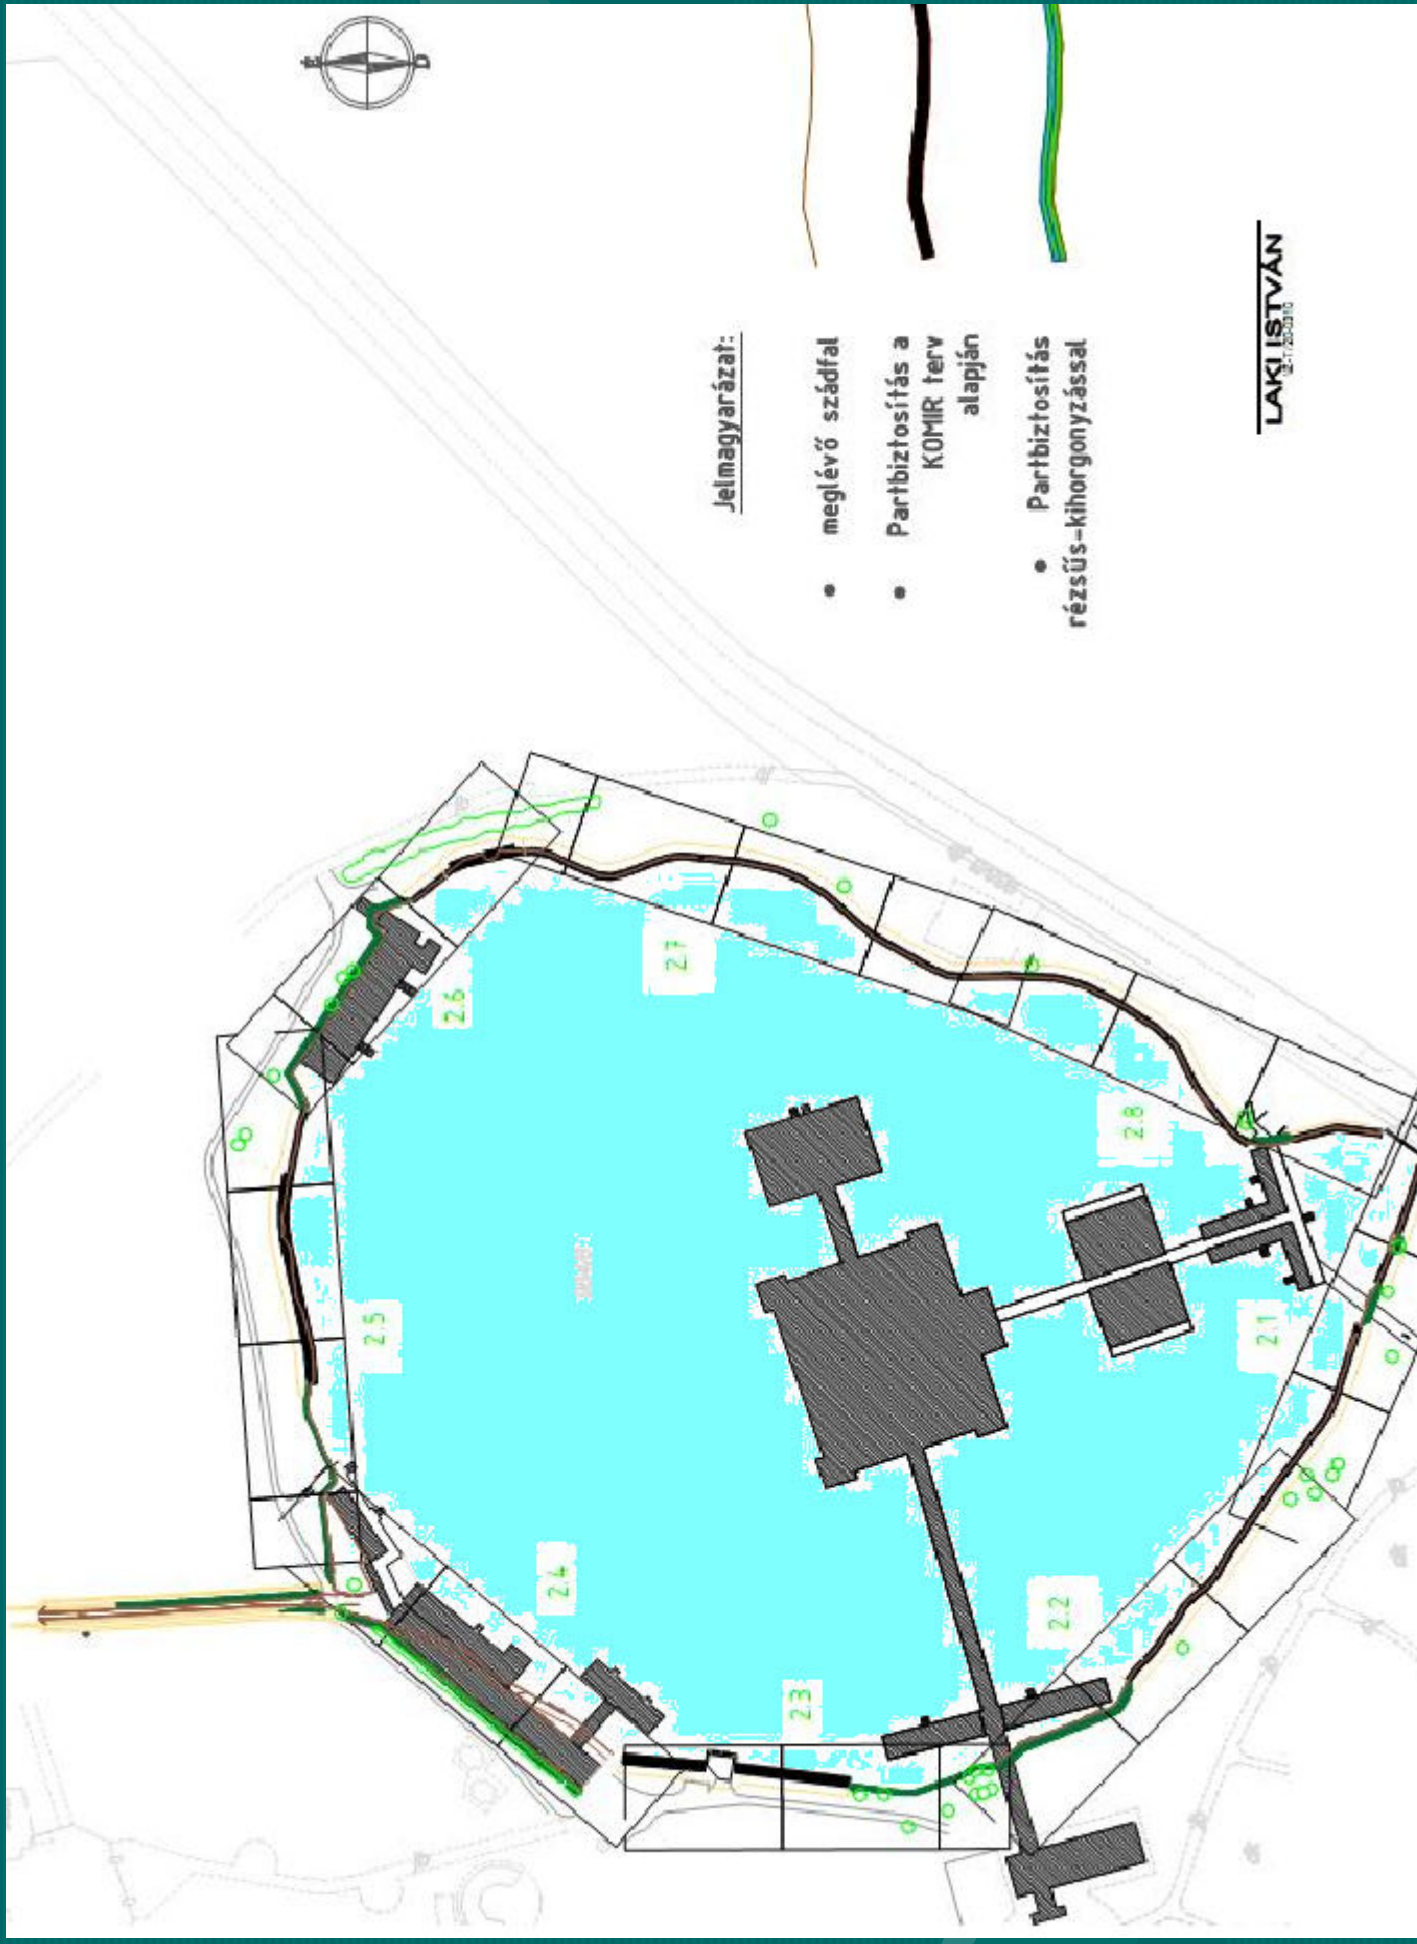 É
D
Jelmagyarázat:
• meglévő szádfal
• Partbiztosítás a
KOMIR terv
alapján
• Partbiztosítás
rézsűs-kihorgonyzással
LAKI ISTVÁN
2.6
2.7
2.8
2.5
2.1
2.4
2.2
2.3